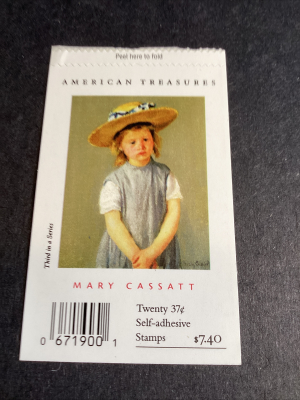 Peel here to fold
AMERICAN TREASURES
Third in a Series
MARY CASSATT
Twenty 37¢
Self-adhesive
Stamps $7.40
0 671900 1